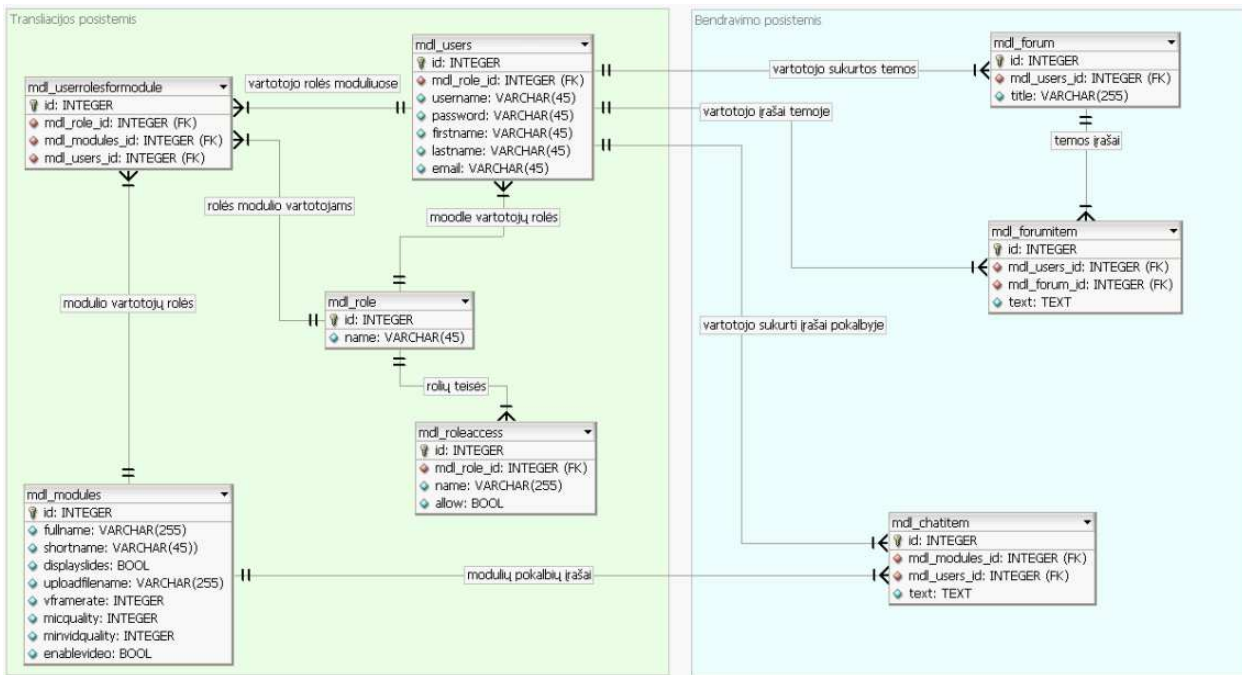 Transliacijos posistemis
mdl_userrolesformodule
id: INTEGER
mdl_role_id: INTEGER (FK)
mdl_modules_id: INTEGER (FK)
mdl_users_id: INTEGER (FK)
vartotojo rolės moduliuose
mdl_users
id: INTEGER
mdl_role_id: INTEGER (FK)
username: VARCHAR(45)
password: VARCHAR(45)
firstname: VARCHAR(45)
lastname: VARCHAR(45)
email: VARCHAR(45)
rolės modulio vartotojams
moodle vartotojų rolės
modulio vartotojų rolės
mdl_role
id: INTEGER
name: VARCHAR(45)
rolių teisės
mdl_roleaccess
id: INTEGER
mdl_role_id: INTEGER (FK)
name: VARCHAR(255)
allow: BOOL
mdl_modules
id: INTEGER
fullname: VARCHAR(255)
shortname: VARCHAR(45))
displayslides: BOOL
uploadfilename: VARCHAR(255)
vframerate: INTEGER
micquality: INTEGER
minvidquality: INTEGER
enablevideo: BOOL
modulių pokalbių įrašai
Bendravimo posistemis
vartotojo sukurtos temos
mdl_forum
id: INTEGER
mdl_users_id: INTEGER (FK)
title: VARCHAR(255)
vartotojo įrašai temoje
temos įrašai
mdl_forumitem
id: INTEGER
mdl_users_id: INTEGER (FK)
mdl_forum_id: INTEGER (FK)
text: TEXT
vartotojo sukurti įrašai pokalbyje
mdl_chatitem
id: INTEGER
mdl_modules_id: INTEGER (FK)
mdl_users_id: INTEGER (FK)
text: TEXT